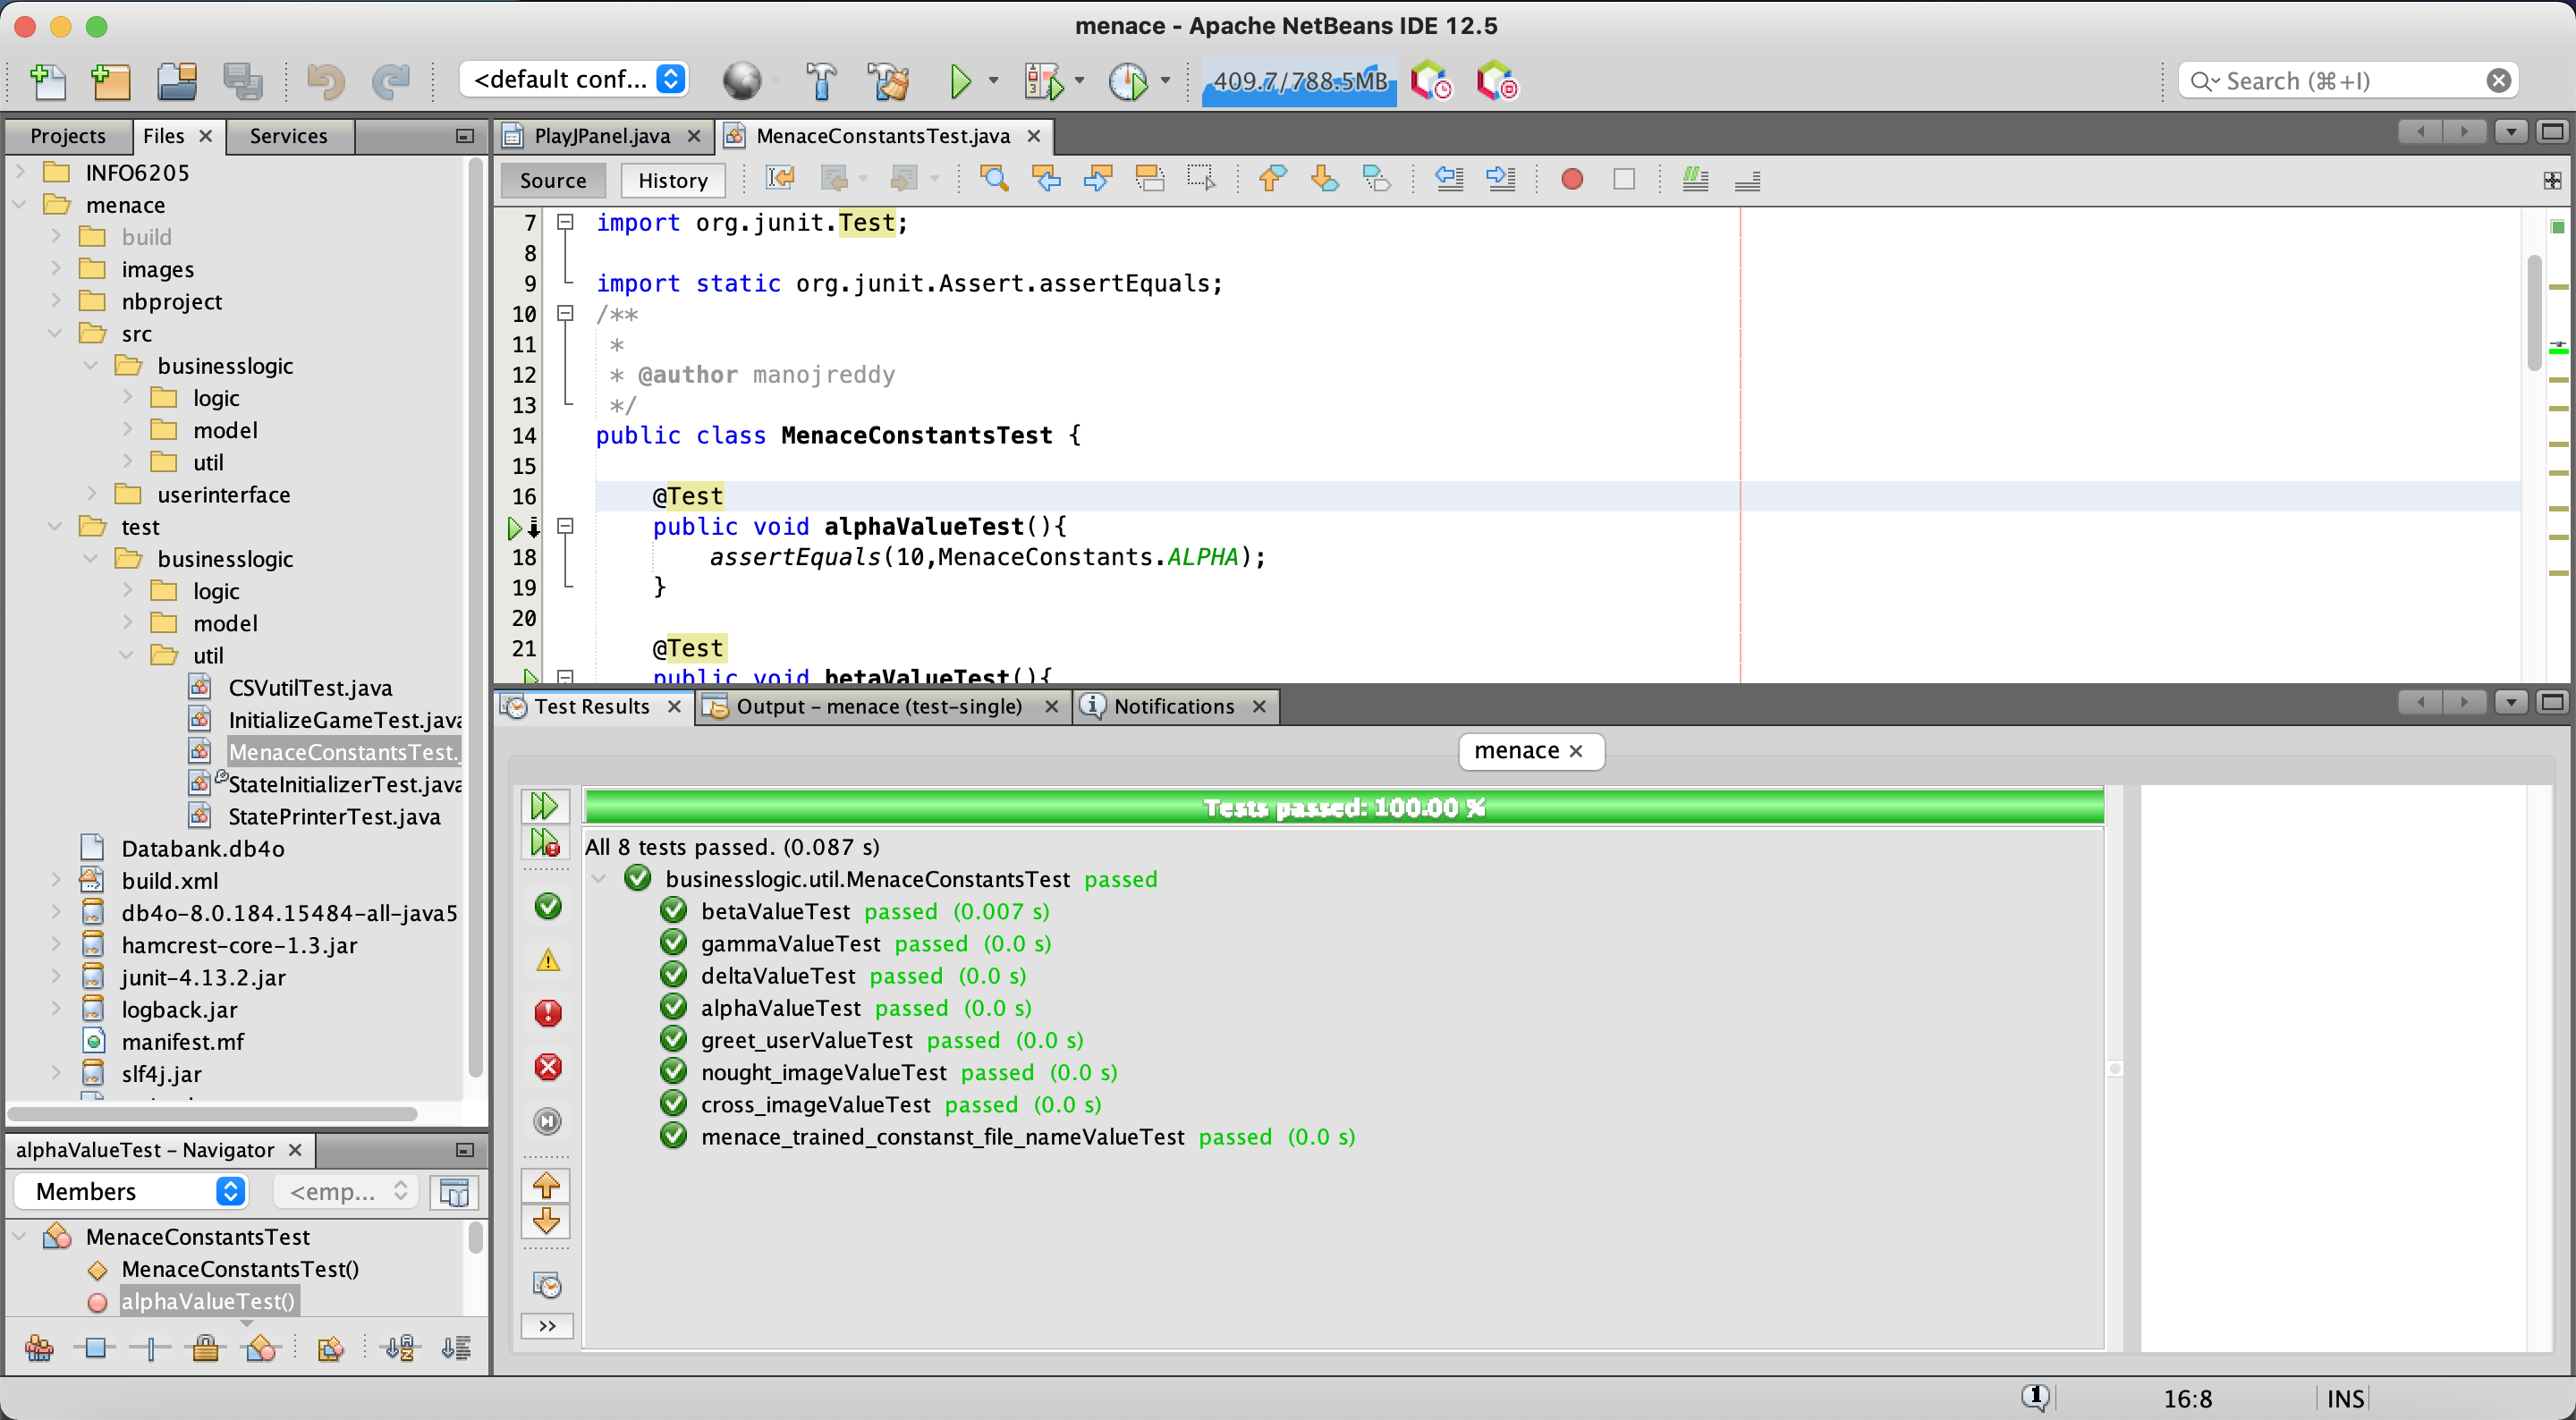 menace - Apache NetBeans IDE 12.5
<default conf...
409.7/788.5MB
Search (⌘+I)
Projects
Files
Services
INFO6205
menace
build
images
nbproject
src
businesslogic
logic
model
util
userinterface
test
businesslogic
logic
model
util
CSVutilTest.java
InitializeGameTest.java
MenaceConstantsTest.
StateInitializerTest.java
StatePrinterTest.java
Databank.db4o
build.xml
db4o-8.0.184.15484-all-java5
hamcrest-core-1.3.jar
junit-4.13.2.jar
logback.jar
manifest.mf
slf4j.jar
alphaValueTest - Navigator
Members
<emp...
MenaceConstantsTest
MenaceConstantsTest()
alphaValueTest()
PlayJPanel.java
MenaceConstantsTest.java
Source
History
7 import org.junit.Test;
8
9 import static org.junit.Assert.assertEquals;
10 /**
11 *
12 * @author manojreddy
13 */
14 public class MenaceConstantsTest {
15
16 @Test
public void alphaValueTest(){
18 assertEquals(10,MenaceConstants.ALPHA);
19 }
20
21 @Test
public void betaValueTest(){
Test Results
Output - menace (test-single)
Notifications
menace
Tests passed: 100.00 %
All 8 tests passed. (0.087 s)
businesslogic.util.MenaceConstantsTest passed
betaValueTest passed (0.007 s)
gammaValueTest passed (0.0 s)
deltaValueTest passed (0.0 s)
alphaValueTest passed (0.0 s)
greet_userValueTest passed (0.0 s)
nought_imageValueTest passed (0.0 s)
cross_imageValueTest passed (0.0 s)
menace_trained_constanst_file_nameValueTest passed (0.0 s)
>>
1
16:8
INS